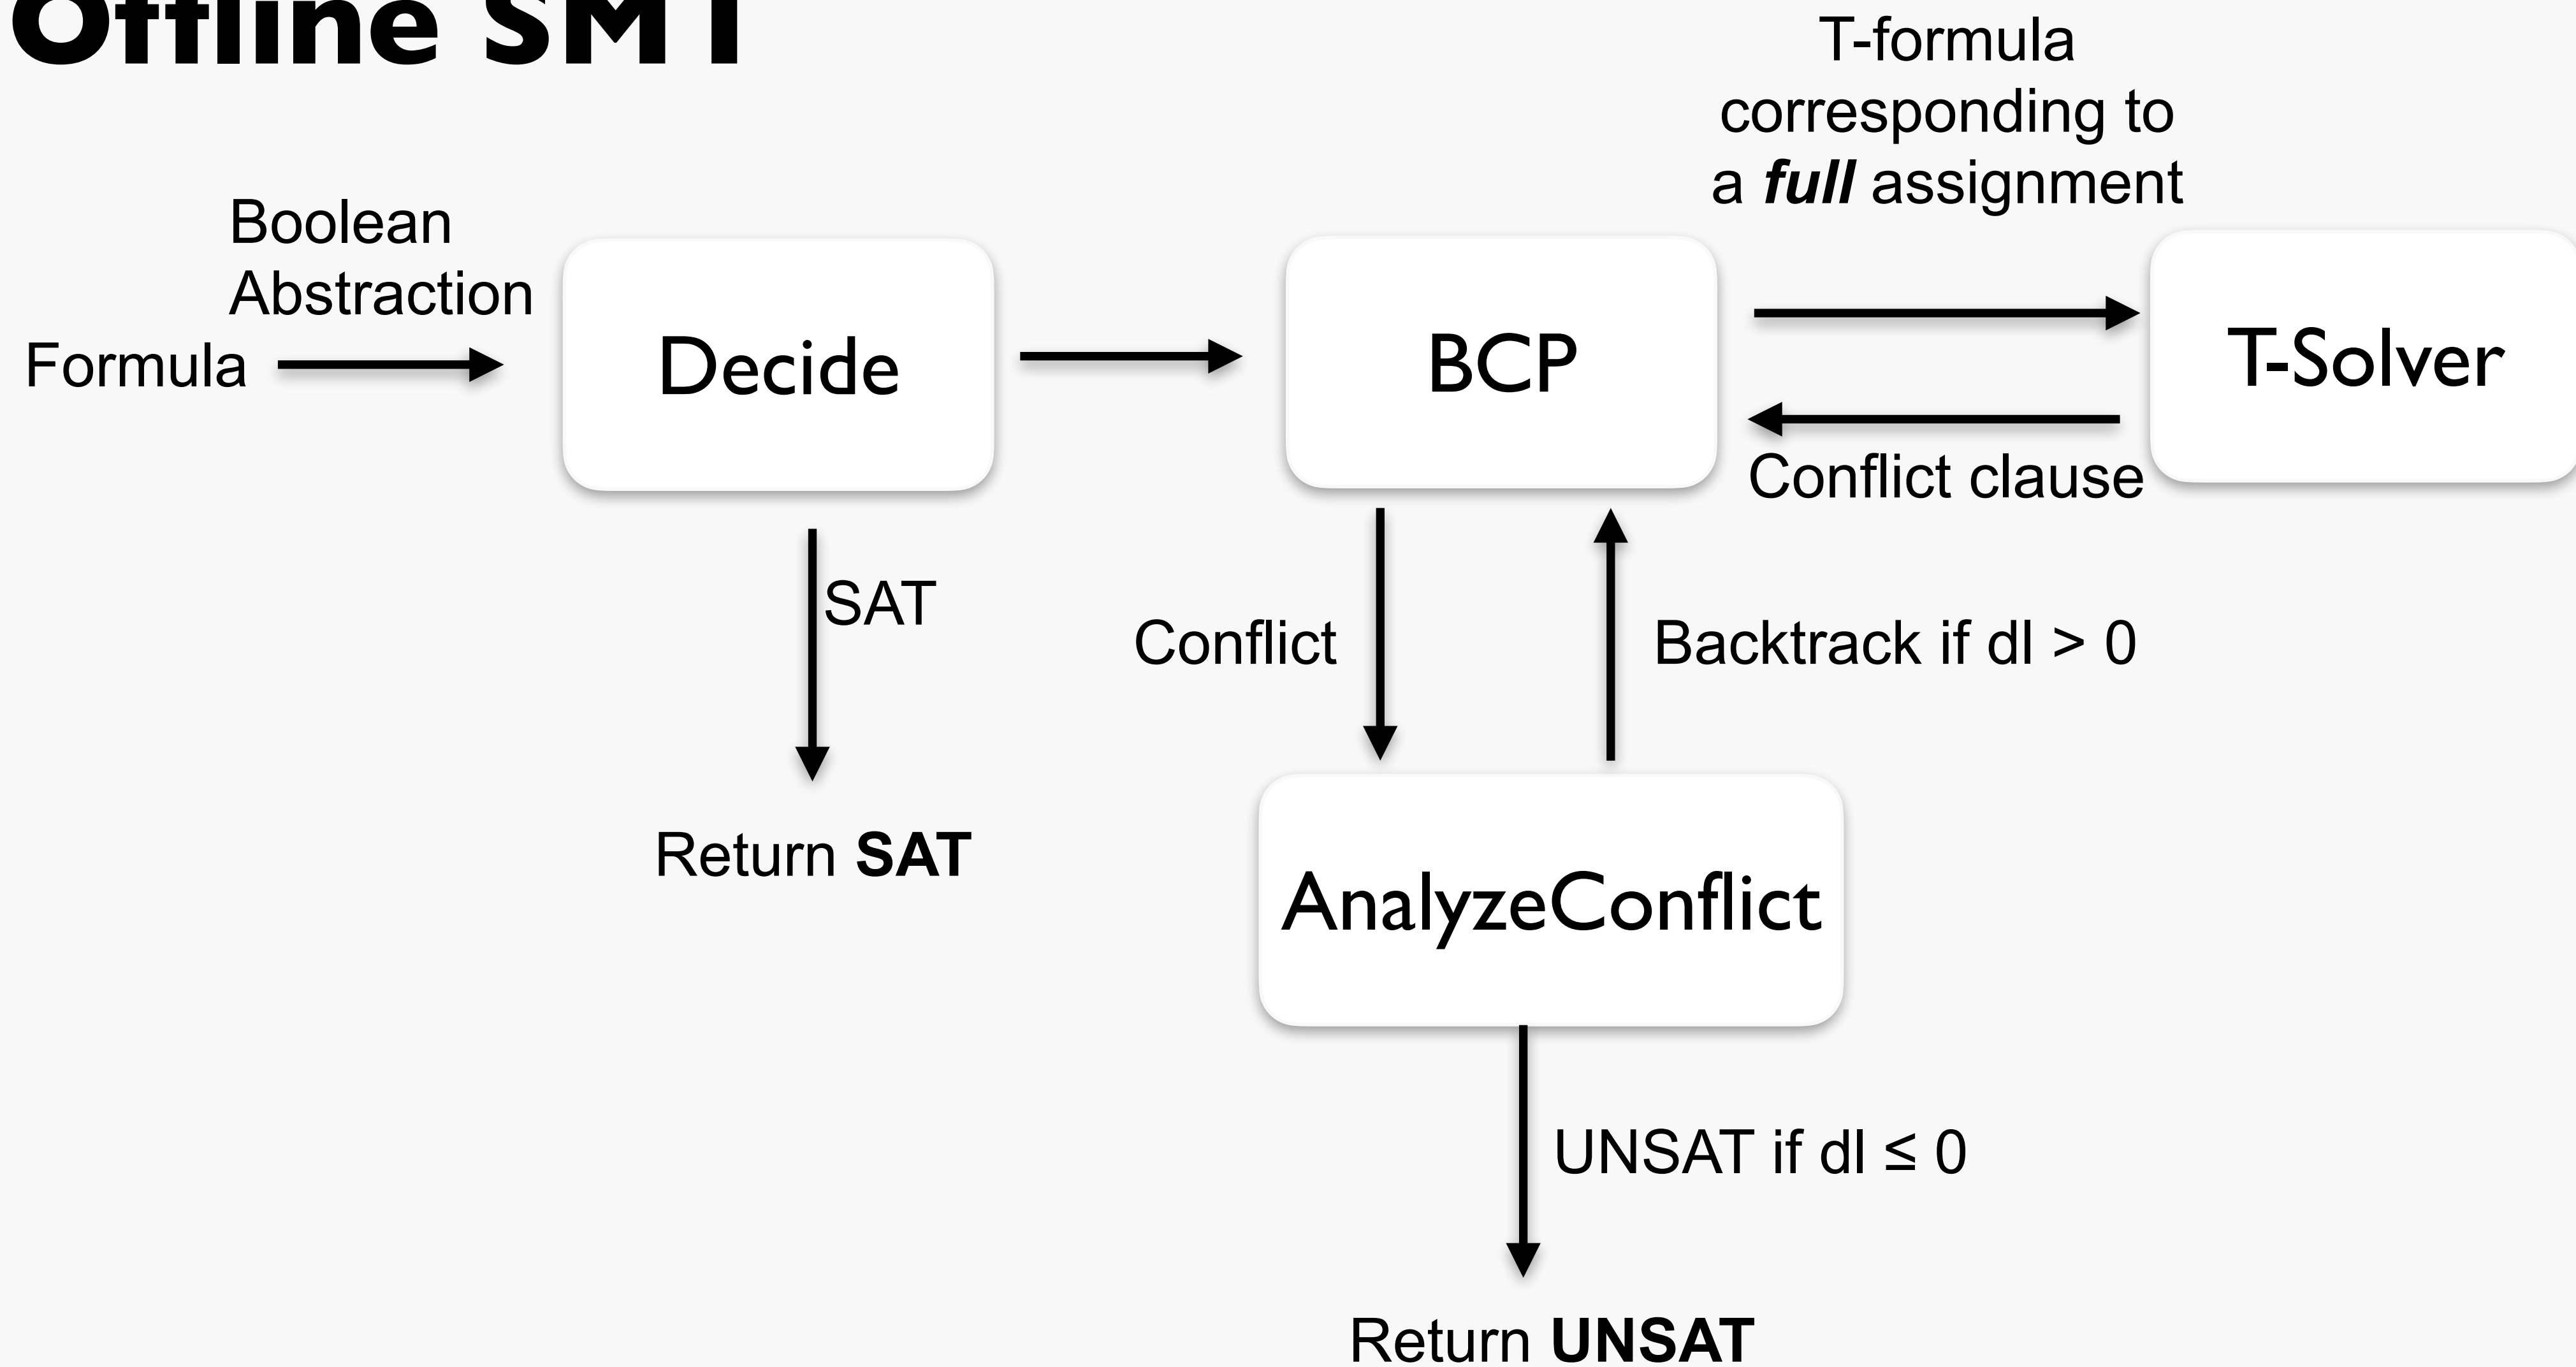 Offline SMT
T-formula
corresponding to
a full assignment
Boolean
Abstraction
Formula
Decide
BCP
T-Solver
Conflict clause
SAT
Conflict
Backtrack if dl > 0
Return SAT
AnalyzeConflict
UNSAT if dl ≤ 0
Return UNSAT